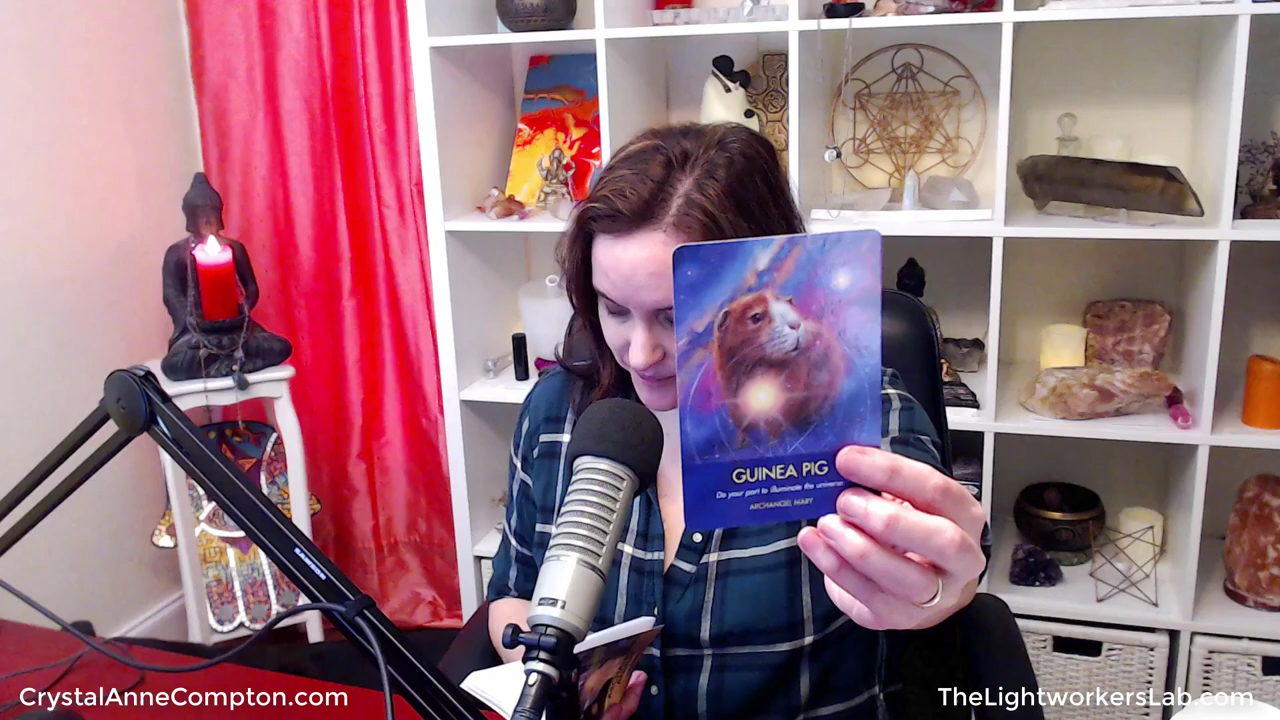 GUINEA PIG
Do your part to illuminate the universe
ARCHANGEL MARY
CrystalAnneCompton.com
TheLightworkersLab.com